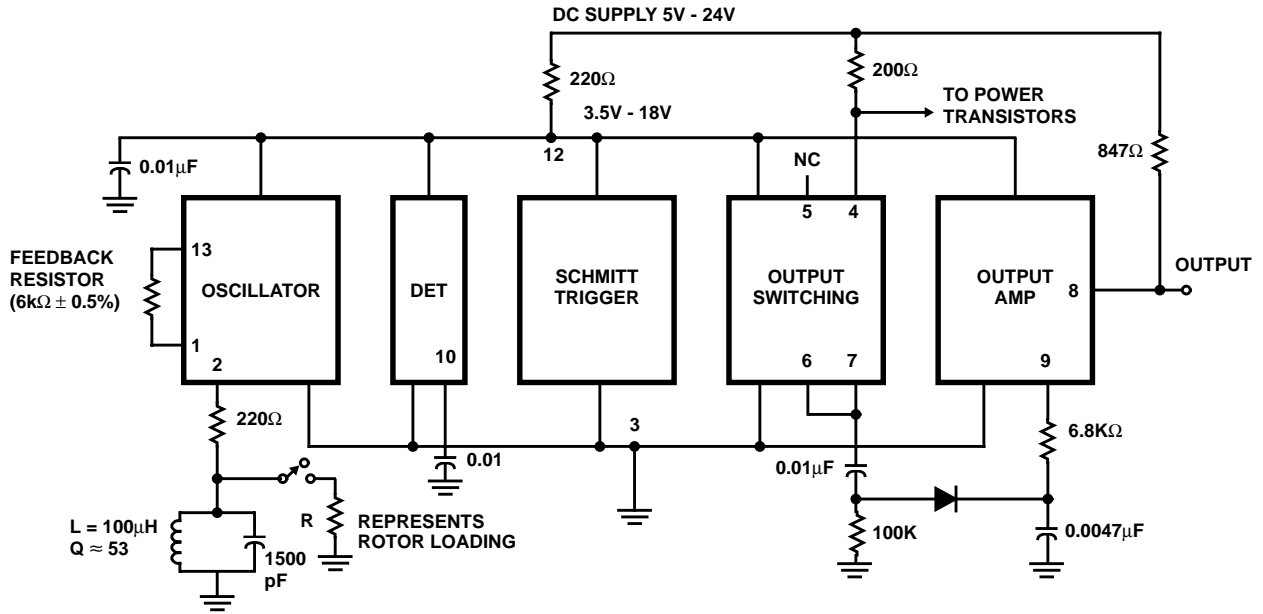 DC SUPPLY 5V - 24V
220Ω
200Ω
TO POWER
TRANSISTORS
3.5V - 18V
12
0.01μF
NC
847Ω
5
4
13
FEEDBACK
RESISTOR
(6kΩ ± 0.5%)
OSCILLATOR
DET
SCHMITT
TRIGGER
OUTPUT
SWITCHING
OUTPUT
AMP
8
OUTPUT
1
2
10
6
7
9
220Ω
3
6.8KΩ
0.01
0.01μF
L = 100μH
Q ≈ 53
1500
pF
R
REPRESENTS
ROTOR LOADING
100K
0.0047μF